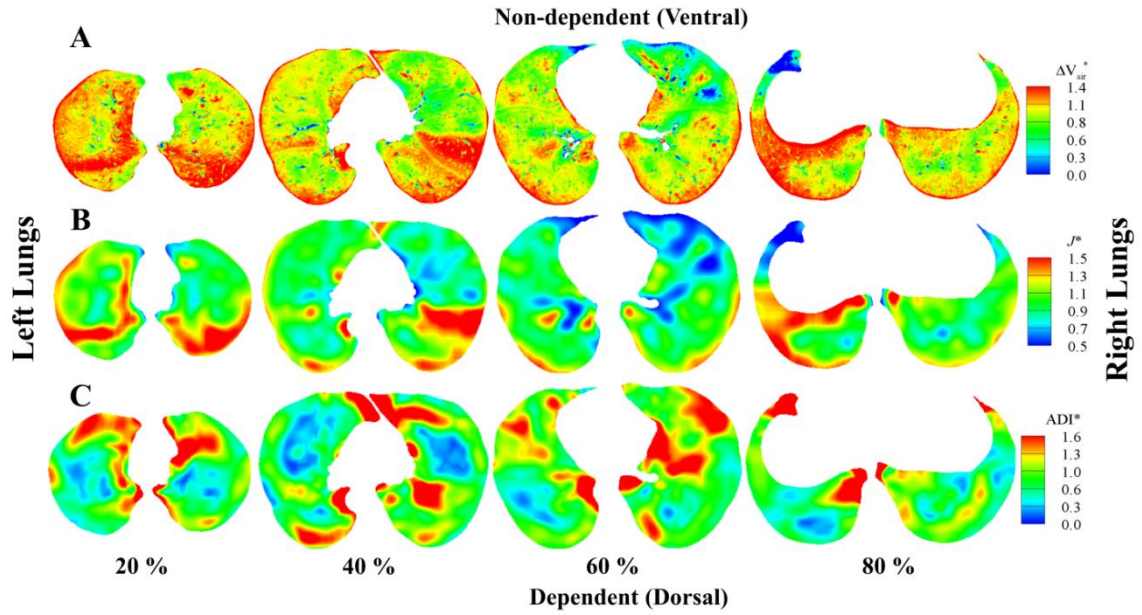 Non-dependent (Ventral)
A
ΔVair*
1.4
1.1
0.8
0.6
0.3
0.0
B
J*
1.5
1.3
1.1
0.9
0.7
0.5
Left Lungs
Right Lungs
C
ADI*
1.6
1.3
1.0
0.6
0.3
0.0
20 %
40 %
60 %
80 %
Dependent (Dorsal)